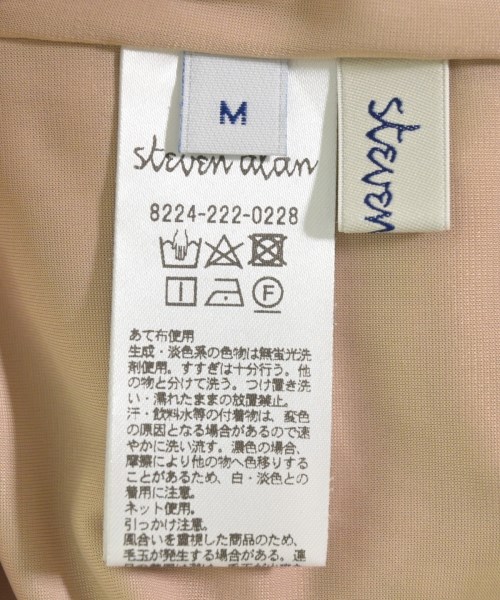 M
steven alan
steven
8224-222-0228
F
あて布使用
生成・淡色系の色物は無蛍光洗
剤使用。すすぎは十分行う。他
の物と分けて洗う。つけ置き洗
い・濡れたままの放置禁止。
汗・飲料水等の付着物は、変色
の原因となる場合があるので速
やかに洗い流す。濃色の場合、
摩擦により他の物へ色移りする
ことがあるため、白・淡色との
着用に注意。
ネット使用。
引っかけ注意。
風合いを重視した商品のため、
毛玉が発生する場合がある。連